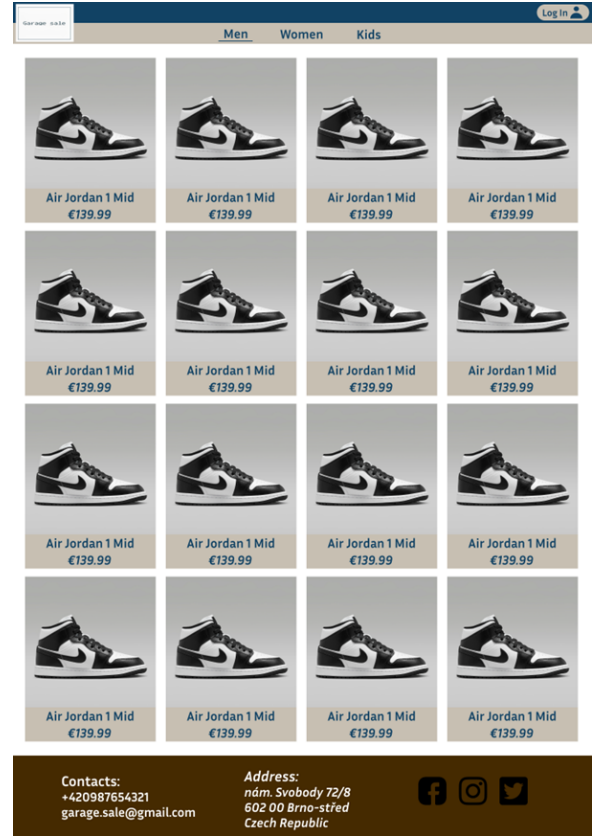 Log In
Garage sale
Men Women Kids
Air Jordan 1 Mid Air Jordan 1 Mid Air Jordan 1 Mid Air Jordan 1 Mid
€139.99 €139.99 €139.99 €139.99
Air Jordan 1 Mid Air Jordan 1 Mid Air Jordan 1 Mid Air Jordan 1 Mid
€139.99 €139.99 €139.99 €139.99
Air Jordan 1 Mid Air Jordan 1 Mid Air Jordan 1 Mid Air Jordan 1 Mid
€139.99 €139.99 €139.99 €139.99
Air Jordan 1 Mid Air Jordan 1 Mid Air Jordan 1 Mid Air Jordan 1 Mid
€139.99 €139.99 €139.99 €139.99
Contacts:
+420987654321
garage.sale@gmail.com
Address:
nám. Svobody 72/8
602 00 Brno-střed
Czech Republic